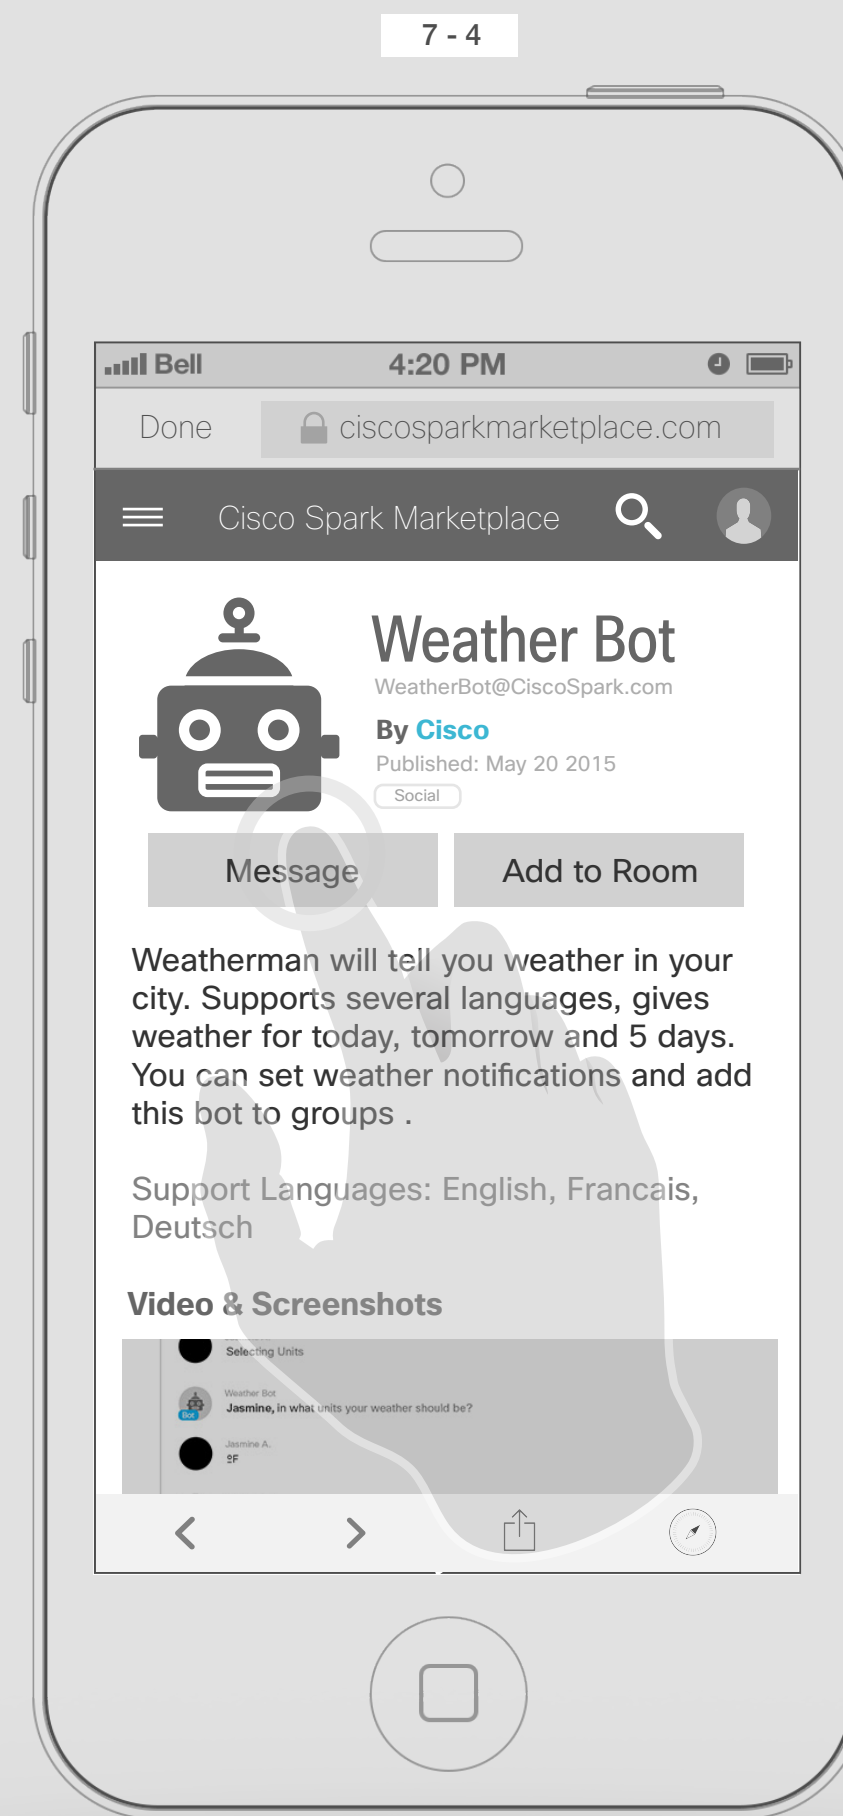 7 - 4
Bell
4:20 PM
Done
ciscosparkmarketplace.com
Cisco Spark Marketplace
Weather Bot
WeatherBot@CiscoSpark.com
By Cisco
Published: May 20 2015
Social
Message
Add to Room
Weatherman will tell you weather in your
city. Supports several languages, gives
weather for today, tomorrow and 5 days.
You can set weather notifications and add
this bot to groups .
Support Languages: English, Francais,
Deutsch
Video & Screenshots
Selecting Units
Weather Bot
Bot
Jasmine, in what units your weather should be?
Jasmine A.
ºF